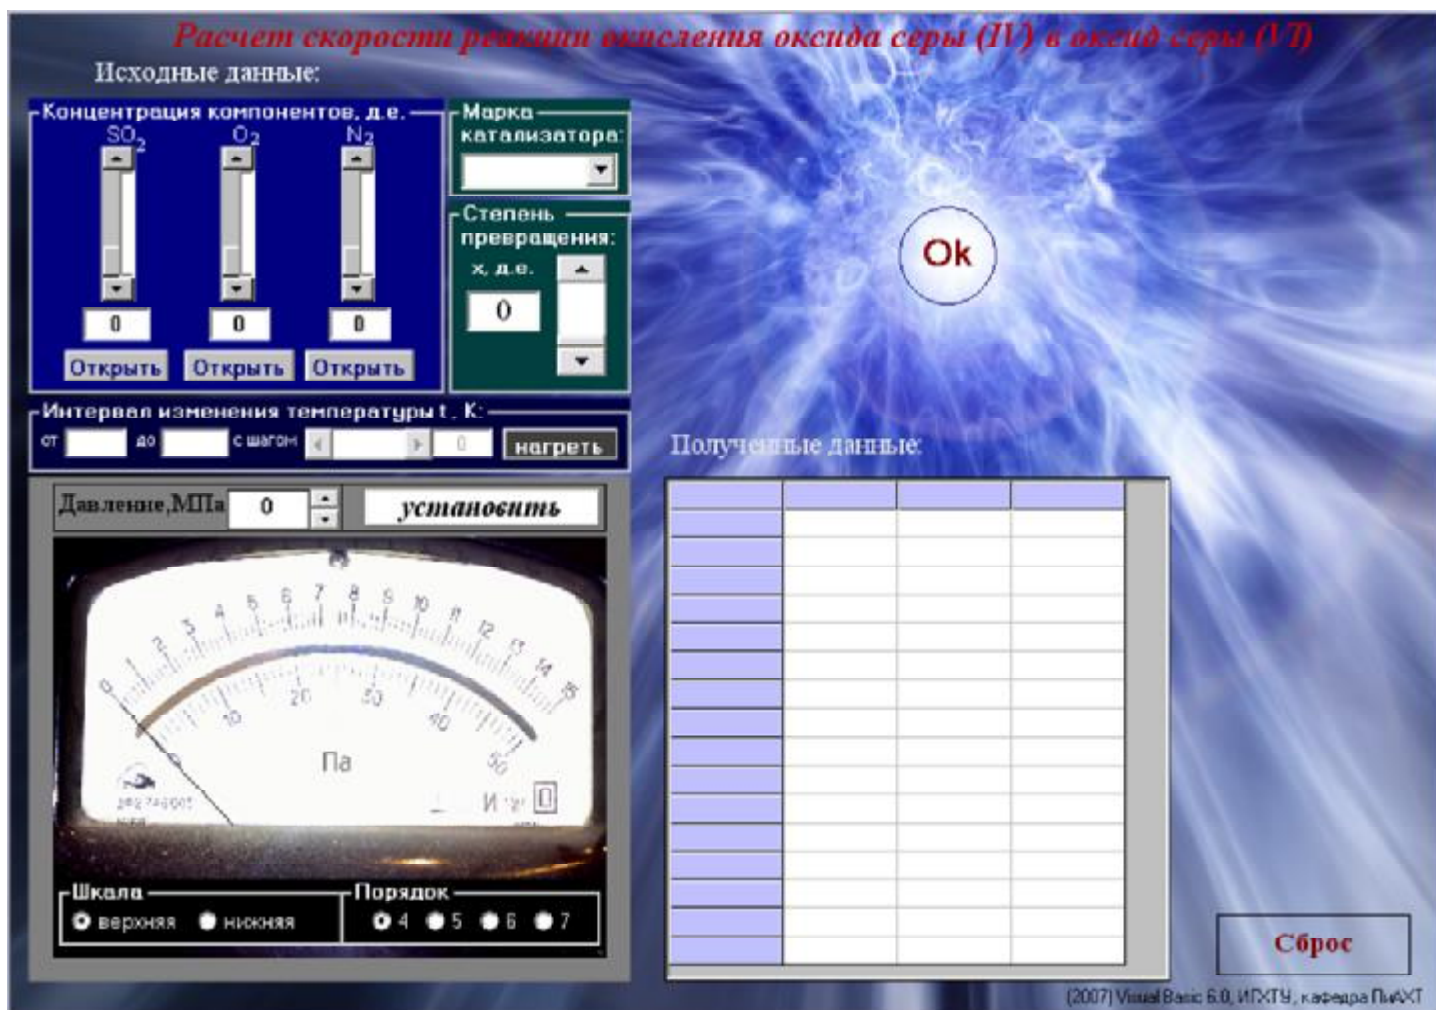 Расчет скорости реакции окисления оксида серы (IV) в оксид серы (VI)
Исходные данные:
Концентрация компонентов, д.е.
SO2 O2 N2
0 0 0
Открыть Открыть Открыть
Марка
катализатора:
Степень
превращения:
x, д.е.
0
Интервал изменения температуры t, K:
от до с шагом 0 нагреть
Давление,МПа 0 установить
0 1 2 3 4 5 6 7 8 9 10 11 12 13 14 15
0 10 20 30 40 50
Па
И
0
Шкала
верхняя нижняя
Порядок
4 5 6 7
Ok
Полученные данные:
Сброс
(2007) Visual Basic 6.0, ИГХТУ, кафедра ПиАХТ